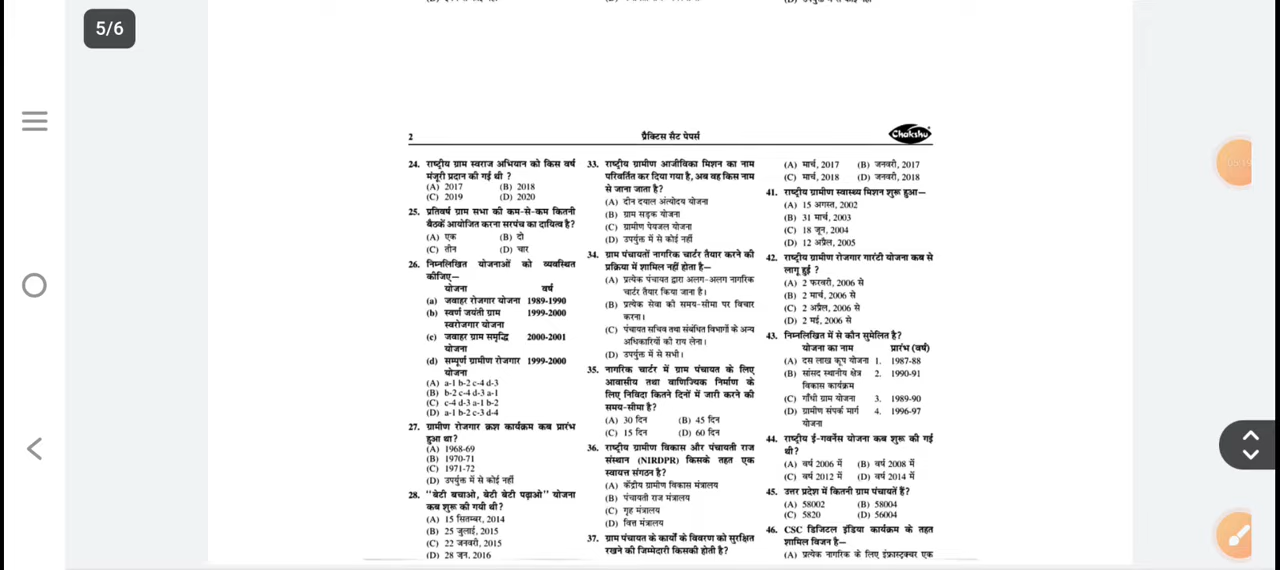 5/6
2
प्रैक्टिस सैट पेपर्स
Chakshu
24. राष्ट्रीय ग्राम स्वराज अभियान को किस वर्ष
मंजूरी प्रदान की गई थी ?
(A) 2017 (B) 2018
(C) 2019 (D) 2020
25. प्रतिवर्ष ग्राम सभा की कम-से-कम कितनी
बैठकें आयोजित करना सरपंच का दायित्व है?
(A) एक (B) दो
(C) तीन (D) चार
26. निम्नलिखित योजनाओं को व्यवस्थित
कीजिए—
योजना वर्ष
(a) जवाहर रोजगार योजना 1989-1990
(b) स्वर्ण जयंती ग्राम 1999-2000
स्वरोजगार योजना
(c) जवाहर ग्राम समृद्धि 2000-2001
योजना
(d) सम्पूर्ण ग्रामीण रोजगार 1999-2000
योजना
(A) a-1 b-2 c-4 d-3
(B) b-2 c-4 d-3 a-1
(C) c-4 d-3 a-1 b-2
(D) a-1 b-2 c-3 d-4
27. ग्रामीण रोजगार क्रश कार्यक्रम कब प्रारंभ
हुआ था?
(A) 1968-69
(B) 1970-71
(C) 1971-72
(D) उपर्युक्त में से कोई नहीं
28. "बेटी बचाओ, बेटी बेटी पढ़ाओ" योजना
कब शुरू की गयी थी?
(A) 15 सितम्बर, 2014
(B) 25 जुलाई, 2015
(C) 22 जनवरी, 2015
(D) 28 जून, 2016
33. राष्ट्रीय ग्रामीण आजीविका मिशन का नाम
परिवर्तित कर दिया गया है, अब वह किस नाम
से जाना जाता है?
(A) दीन दयाल अंत्योदय योजना
(B) ग्राम सड़क योजना
(C) ग्रामीण पेयजल योजना
(D) उपर्युक्त में से कोई नहीं
34. ग्राम पंचायतों नागरिक चार्टर तैयार करने की
प्रक्रिया में शामिल नहीं होता है—
(A) प्रत्येक पंचायत द्वारा अलग-अलग नागरिक
चार्टर तैयार किया जाना है।
(B) प्रत्येक सेवा की समय-सीमा पर विचार
करना।
(C) पंचायत सचिव तथा संबंधित विभागों के अन्य
अधिकारियों की राय लेना।
(D) उपर्युक्त में से सभी।
35. नागरिक चार्टर में ग्राम पंचायत के लिए
आवासीय तथा वाणिज्यिक निर्माण के
लिए निविदा कितने दिनों में जारी करने की
समय-सीमा है?
(A) 30 दिन (B) 45 दिन
(C) 15 दिन (D) 60 दिन
36. राष्ट्रीय ग्रामीण विकास और पंचायती राज
संस्थान (NIRDPR) किसके तहत एक
स्वायत्त संगठन है?
(A) केंद्रीय ग्रामीण विकास मंत्रालय
(B) पंचायती राज मंत्रालय
(C) गृह मंत्रालय
(D) वित्त मंत्रालय
37. ग्राम पंचायत के कार्यों के विवरण को सुरक्षित
रखने की जिम्मेदारी किसकी होती है?
(A) मार्च, 2017 (B) जनवरी, 2017
(C) मार्च, 2018 (D) जनवरी, 2018
41. राष्ट्रीय ग्रामीण स्वास्थ्य मिशन शुरू हुआ—
(A) 15 अगस्त, 2002
(B) 31 मार्च, 2003
(C) 18 जून, 2004
(D) 12 अप्रैल, 2005
42. राष्ट्रीय ग्रामीण रोजगार गारंटी योजना कब से
लागू हुई ?
(A) 2 फरवरी, 2006 से
(B) 2 मार्च, 2006 से
(C) 2 अप्रैल, 2006 से
(D) 2 मई, 2006 से
43. निम्नलिखित में से कौन सुमेलित है?
योजना का नाम प्रारंभ (वर्ष)
(A) दस लाख कूप योजना 1. 1987-88
(B) सांसद स्थानीय क्षेत्र 2. 1990-91
विकास कार्यक्रम
(C) गाँधी ग्राम योजना 3. 1989-90
(D) ग्रामीण संपर्क मार्ग 4. 1996-97
योजना
44. राष्ट्रीय ई-गवर्नेंस योजना कब शुरू की गई
थी?
(A) वर्ष 2006 में (B) वर्ष 2008 में
(C) वर्ष 2012 में (D) वर्ष 2014 में
45. उत्तर प्रदेश में कितनी ग्राम पंचायतें हैं?
(A) 58002 (B) 58004
(C) 5820 (D) 56004
46. CSC डिजिटल इंडिया कार्यक्रम के तहत
शामिल विजन है—
(A) प्रत्येक नागरिक के लिए इंफ्रास्ट्रक्चर एक